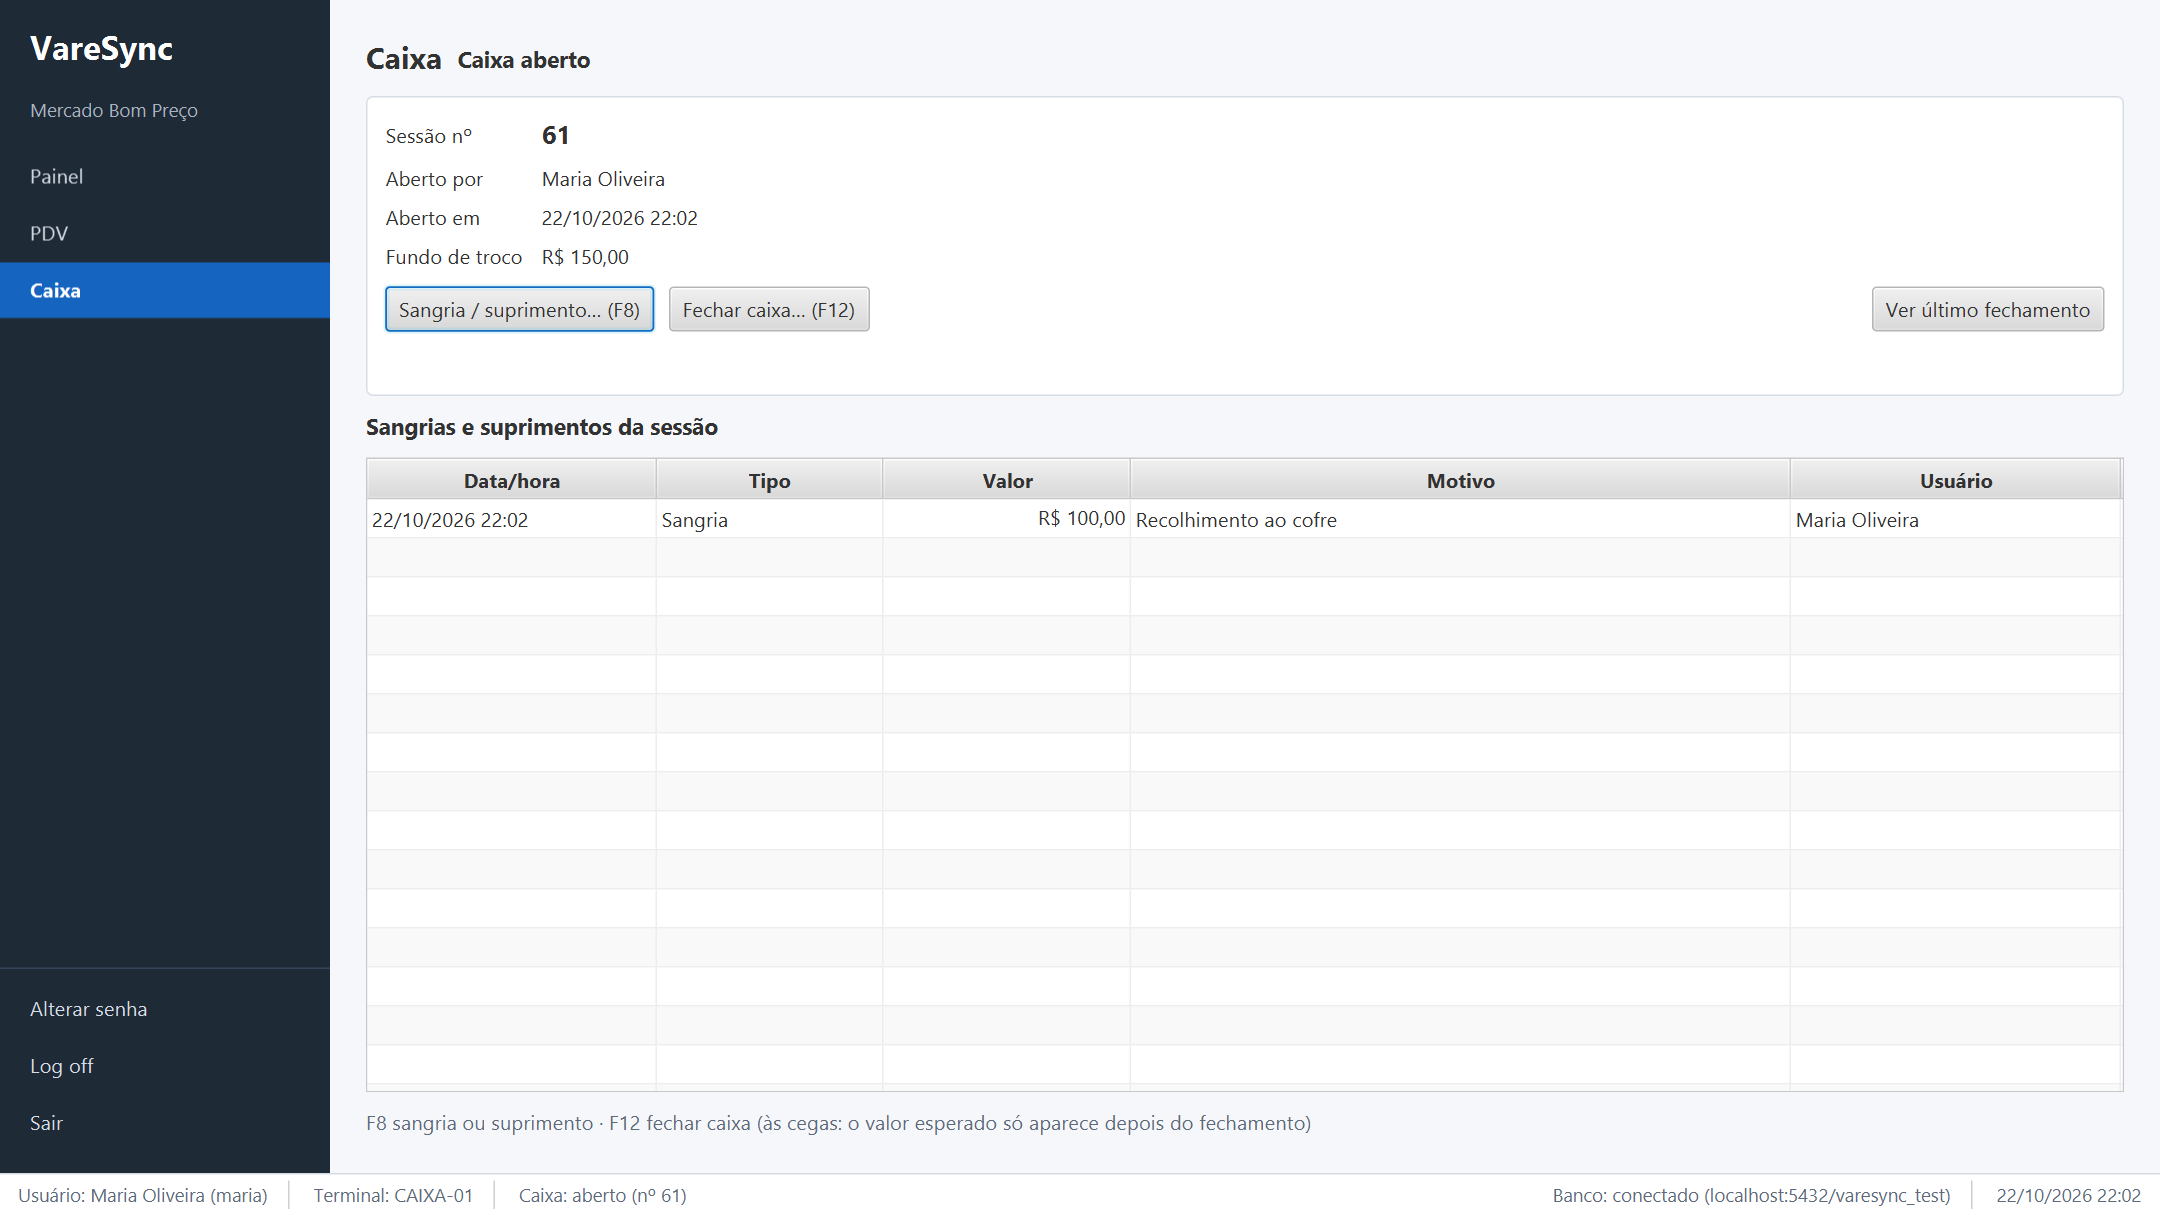 VareSync
Mercado Bom Preço
Painel
PDV
Caixa
Alterar senha
Log off
Sair
Caixa Caixa aberto
Sessão nº 61
Aberto por Maria Oliveira
Aberto em 22/10/2026 22:02
Fundo de troco R$ 150,00
Sangria / suprimento... (F8) Fechar caixa... (F12) Ver último fechamento
Sangrias e suprimentos da sessão
Data/hora Tipo Valor Motivo Usuário
22/10/2026 22:02 Sangria R$ 100,00 Recolhimento ao cofre Maria Oliveira
F8 sangria ou suprimento · F12 fechar caixa (às cegas: o valor esperado só aparece depois do fechamento)
Usuário: Maria Oliveira (maria) Terminal: CAIXA-01 Caixa: aberto (nº 61) Banco: conectado (localhost:5432/varesync_test) 22/10/2026 22:02